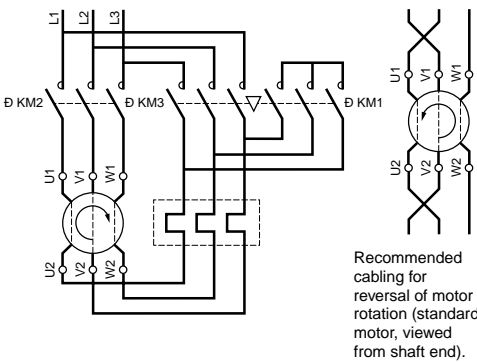 L1
L2
L3
Đ KM2
Đ KM3
Đ KM1
U1
V1
W1
U2
V2
W2
U1
V1
W1
U2
V2
W2
Recommended
cabling for
reversal of motor
rotation (standard
motor, viewed
from shaft end).